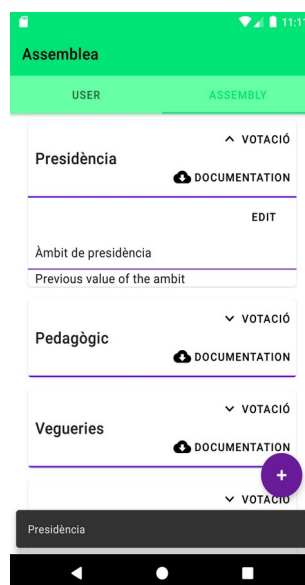 11:11
Assemblea
USER
ASSEMBLY
VOTACIÓ
Presidència
DOCUMENTATION
EDIT
Àmbit de presidència
Previous value of the ambit
VOTACIÓ
Pedagògic
DOCUMENTATION
VOTACIÓ
Vegueries
DOCUMENTATION
+
VOTACIÓ
Presidència